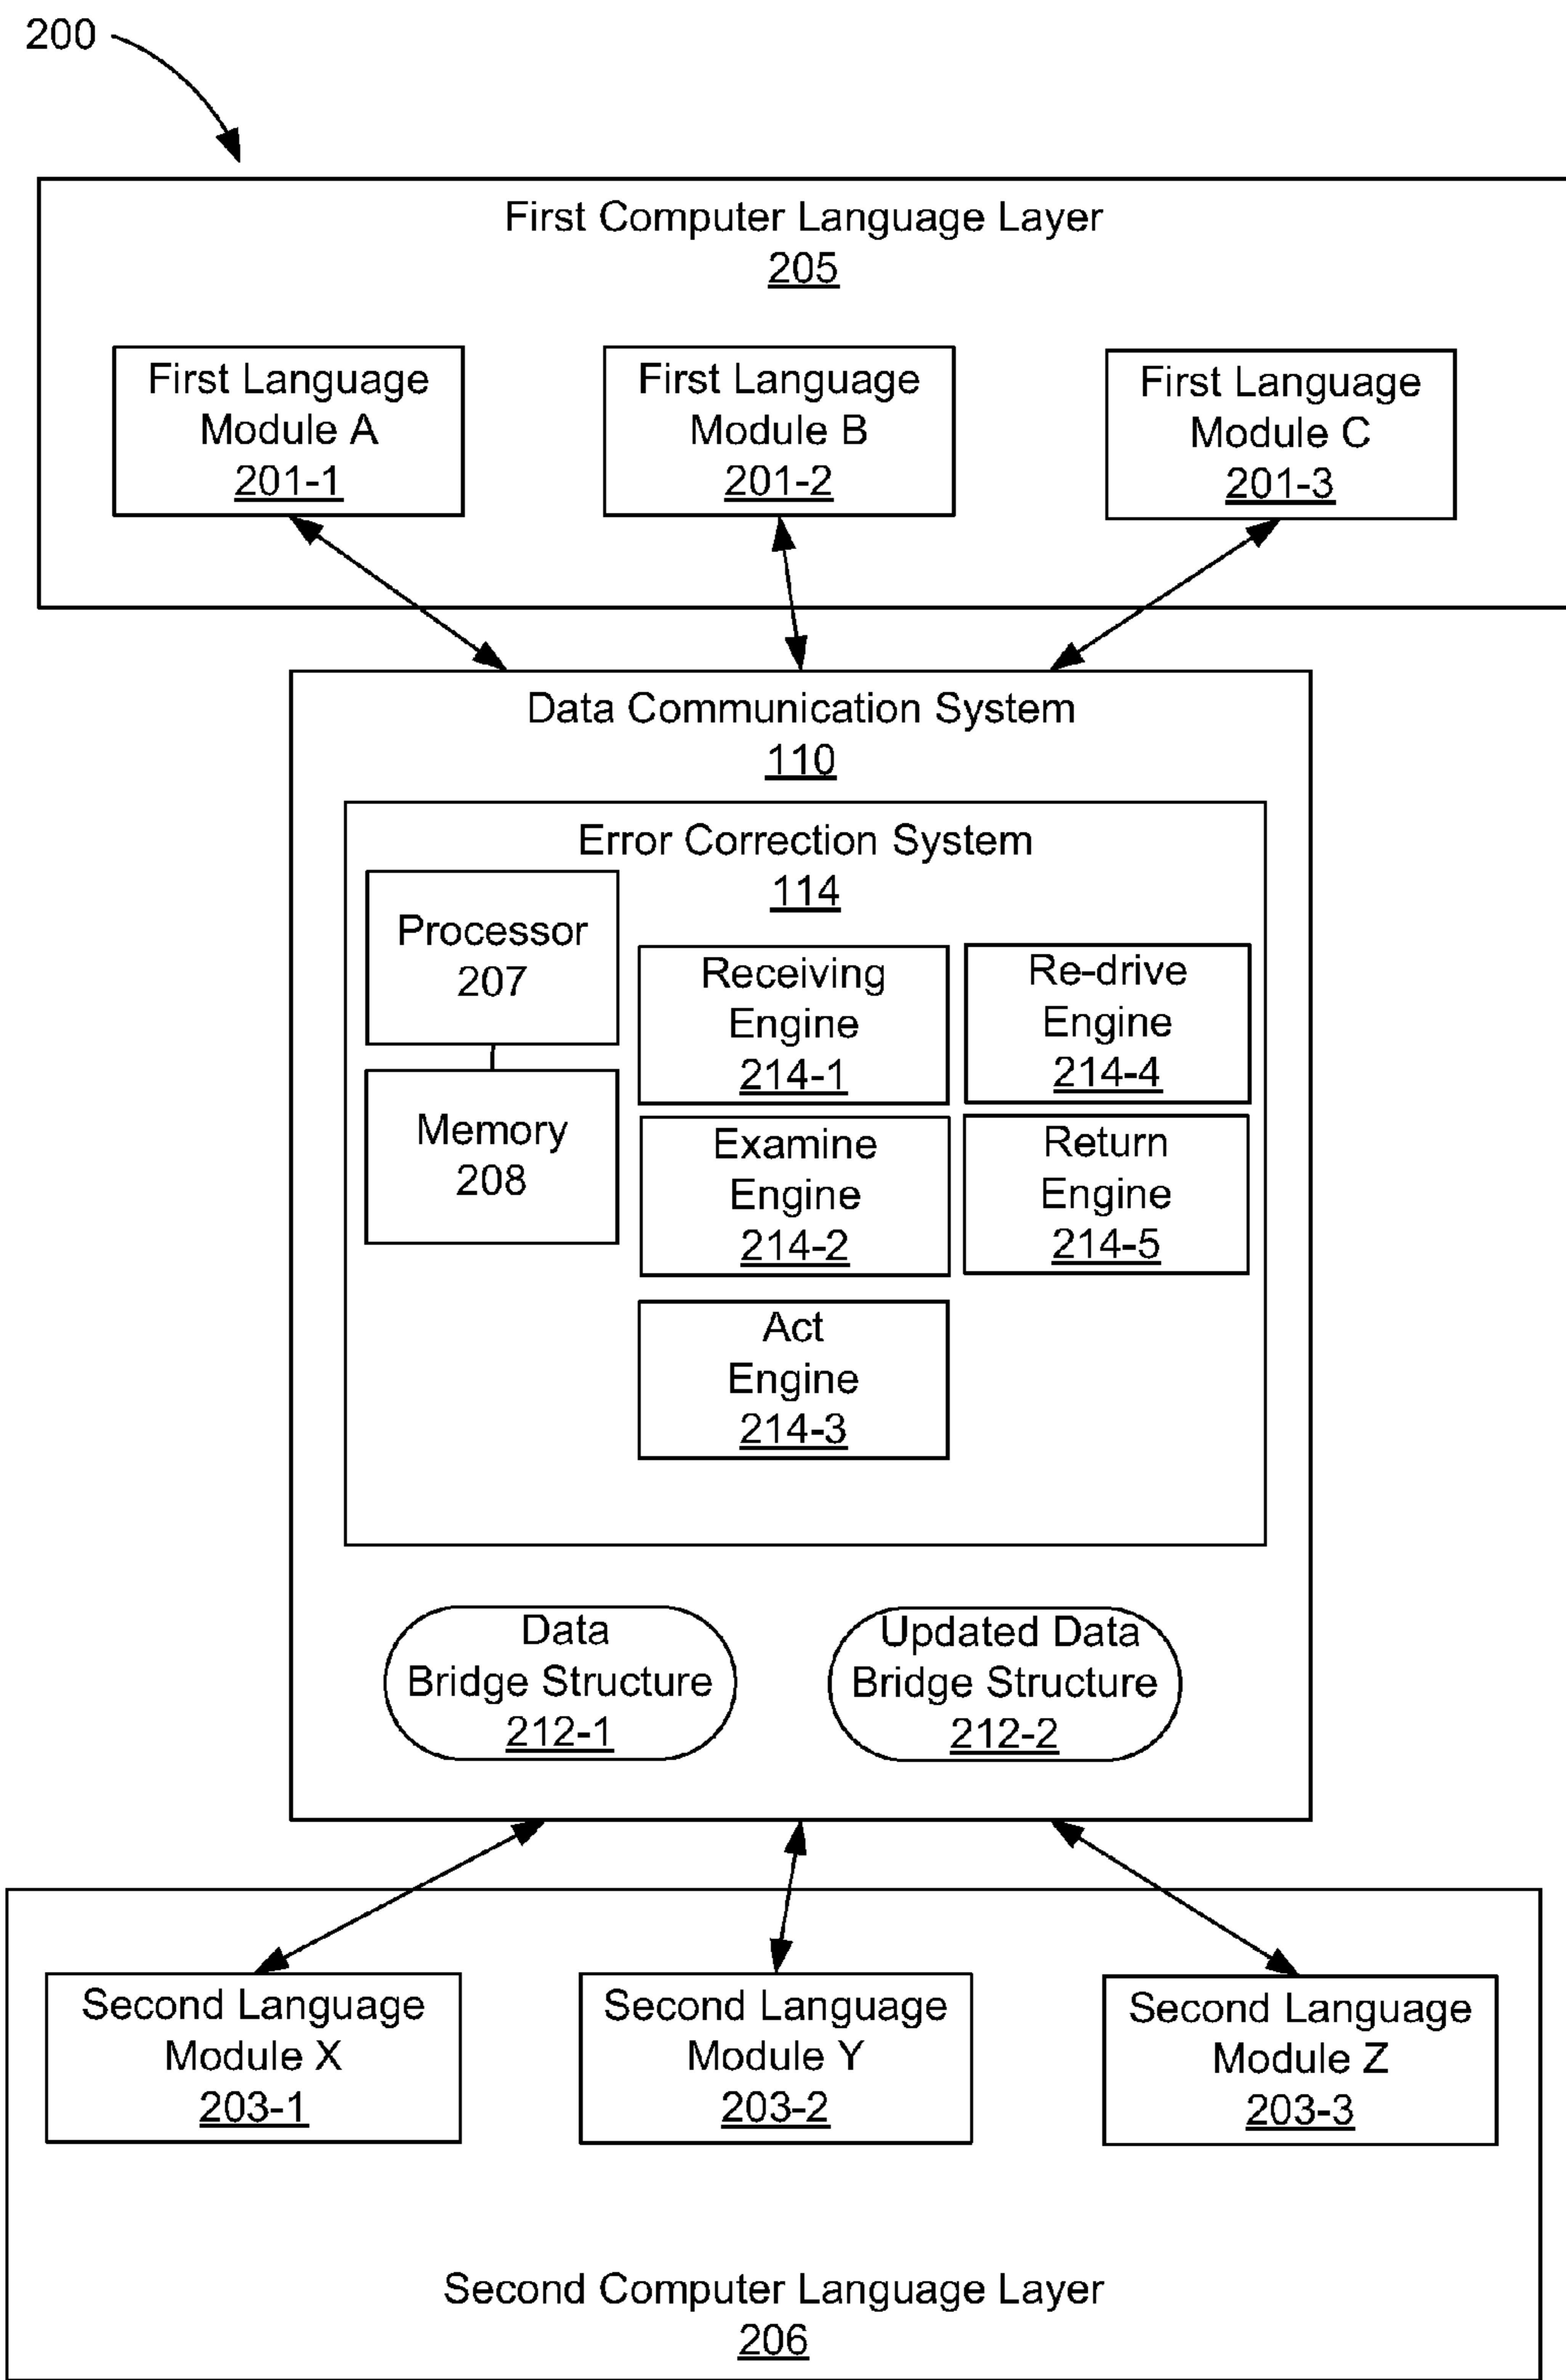 200
First Computer Language Layer
205
First Language
Module A
201-1
First Language
Module B
201-2
First Language
Module C
201-3
Data Communication System
110
Error Correction System
114
Processor
207
Memory
208
Receiving
Engine
214-1
Re-drive
Engine
214-4
Examine
Engine
214-2
Return
Engine
214-5
Act
Engine
214-3
Data
Bridge Structure
212-1
Updated Data
Bridge Structure
212-2
Second Language
Module X
203-1
Second Language
Module Y
203-2
Second Language
Module Z
203-3
Second Computer Language Layer
206